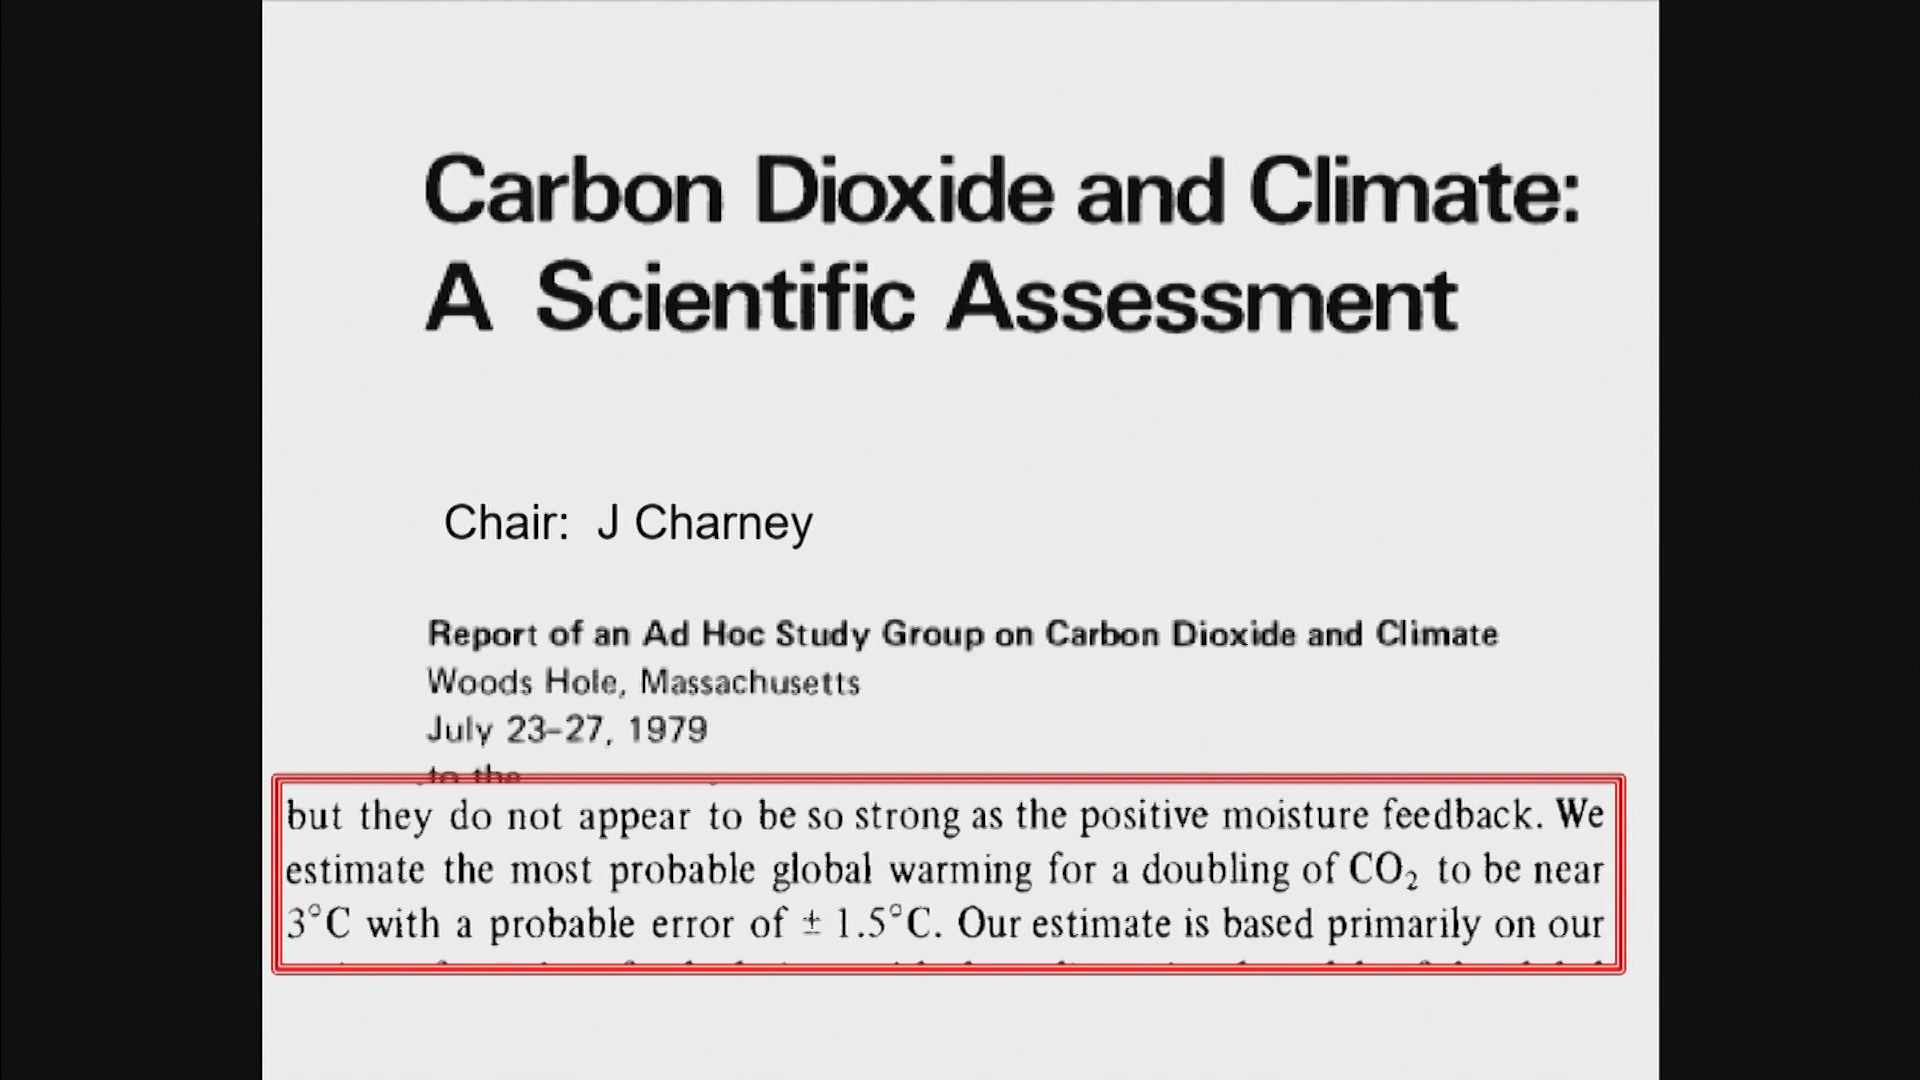 Carbon Dioxide and Climate:
A Scientific Assessment
Chair: J Charney
Report of an Ad Hoc Study Group on Carbon Dioxide and Climate
Woods Hole, Massachusetts
July 23–27, 1979
to the
but they do not appear to be so strong as the positive moisture feedback. We
estimate the most probable global warming for a doubling of CO₂ to be near
3°C with a probable error of ± 1.5°C. Our estimate is based primarily on our